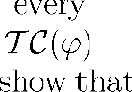 every
𝒯𝒞(φ)
show that